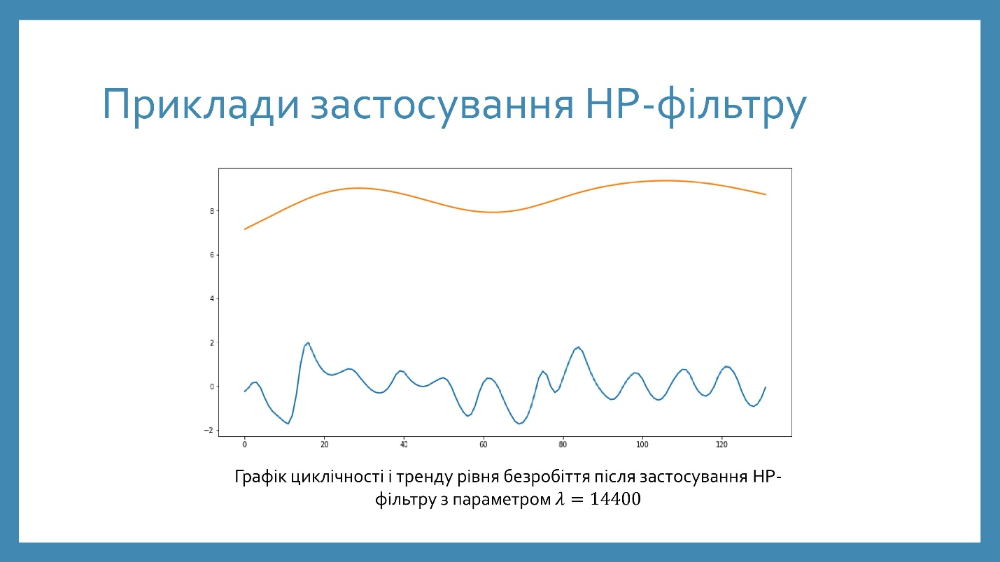 Приклади застосування HP-фільтру
8
6
4
2
0
−2
0 20 40 60 80 100 120
Графік циклічності і тренду рівня безробіття після застосування HP-
фільтру з параметром 𝜆 = 14400